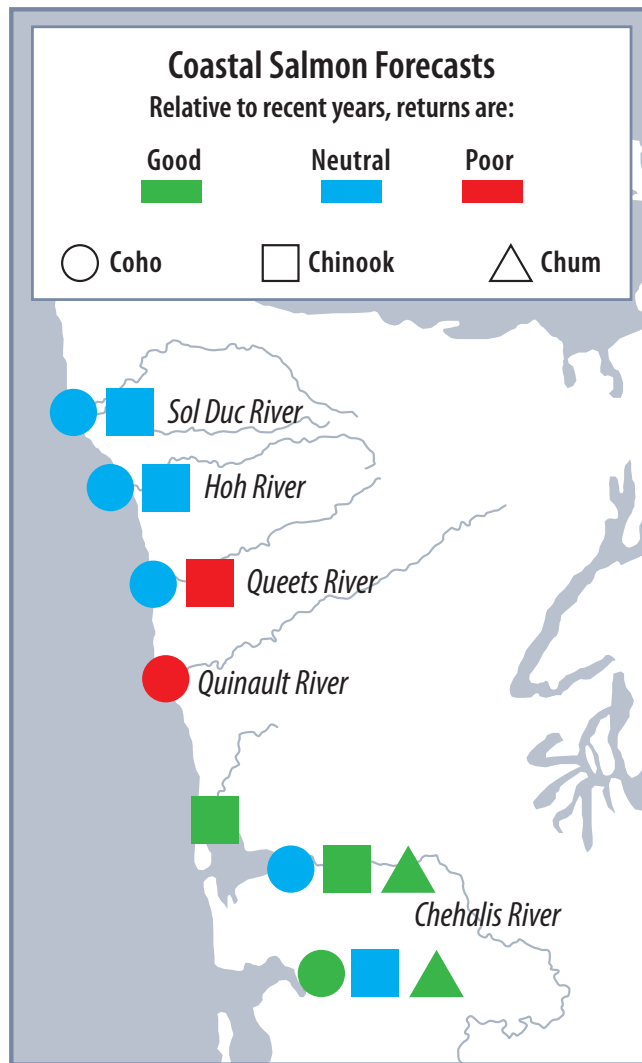 Coastal Salmon Forecasts
Relative to recent years, returns are:
Good Neutral Poor
Coho Chinook Chum
Sol Duc River
Hoh River
Queets River
Quinault River
Chehalis River